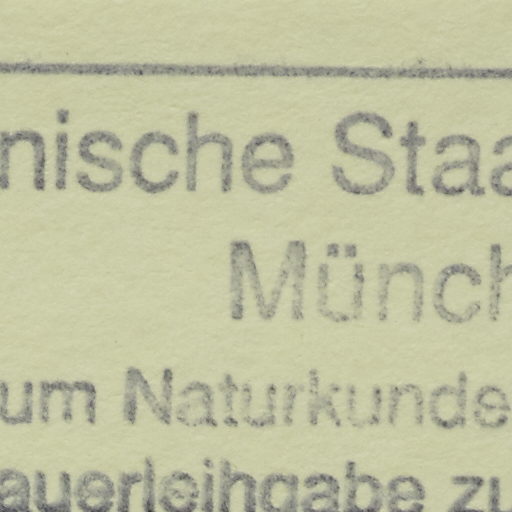 nische Staa
Münch
um Naturkunde
auerleihgabe zu